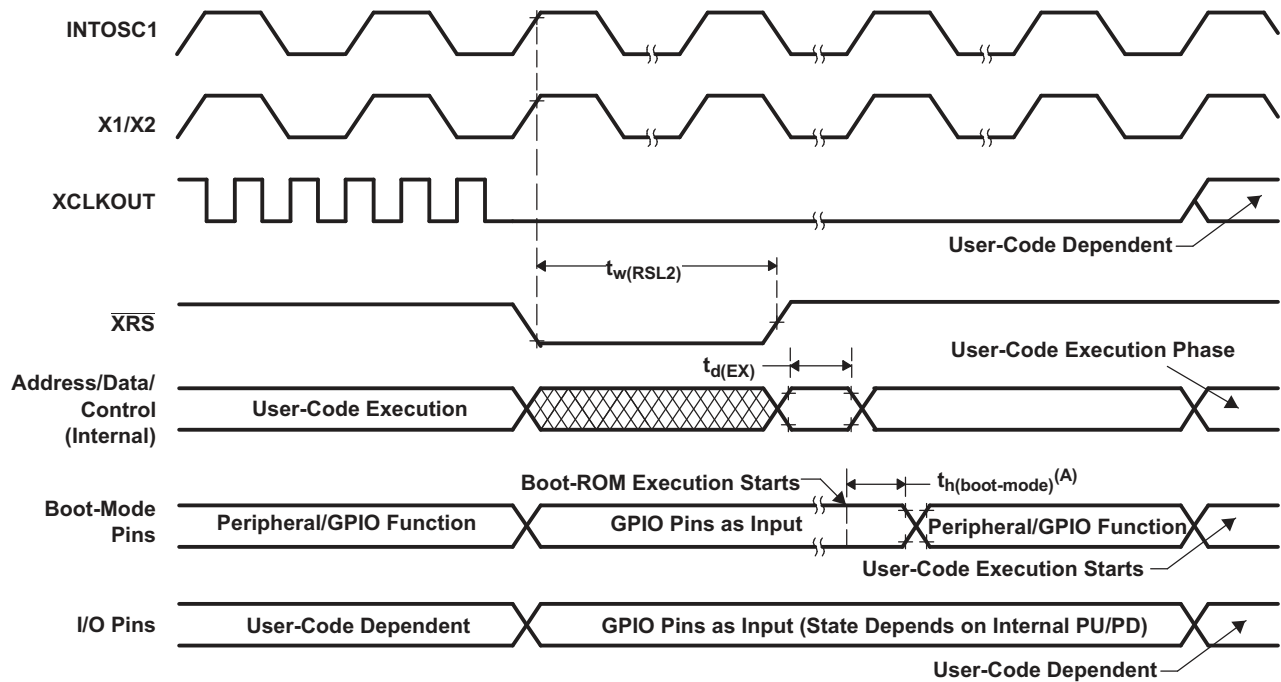 INTOSC1
X1/X2
XCLKOUT
User-Code Dependent
tw(RSL2)
XRS
User-Code Execution Phase
td(EX)
Address/Data/
Control
(Internal)
User-Code Execution
Boot-ROM Execution Starts
th(boot-mode)(A)
Boot-Mode
Pins
Peripheral/GPIO Function
GPIO Pins as Input
Peripheral/GPIO Function
User-Code Execution Starts
I/O Pins
User-Code Dependent
GPIO Pins as Input (State Depends on Internal PU/PD)
User-Code Dependent